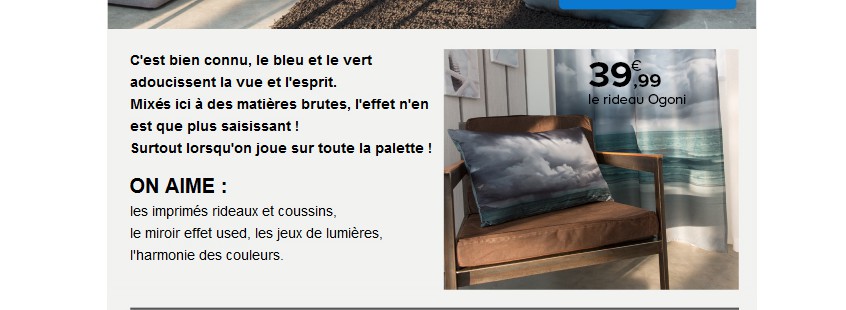 C'est bien connu, le bleu et le vert
adoucissent la vue et l'esprit.
Mixés ici à des matières brutes, l'effet n'en
est que plus saisissant !
Surtout lorsqu'on joue sur toute la palette !
ON AIME :
les imprimés rideaux et coussins,
le miroir effet used, les jeux de lumières,
l'harmonie des couleurs.
39€,99
le rideau Ogoni